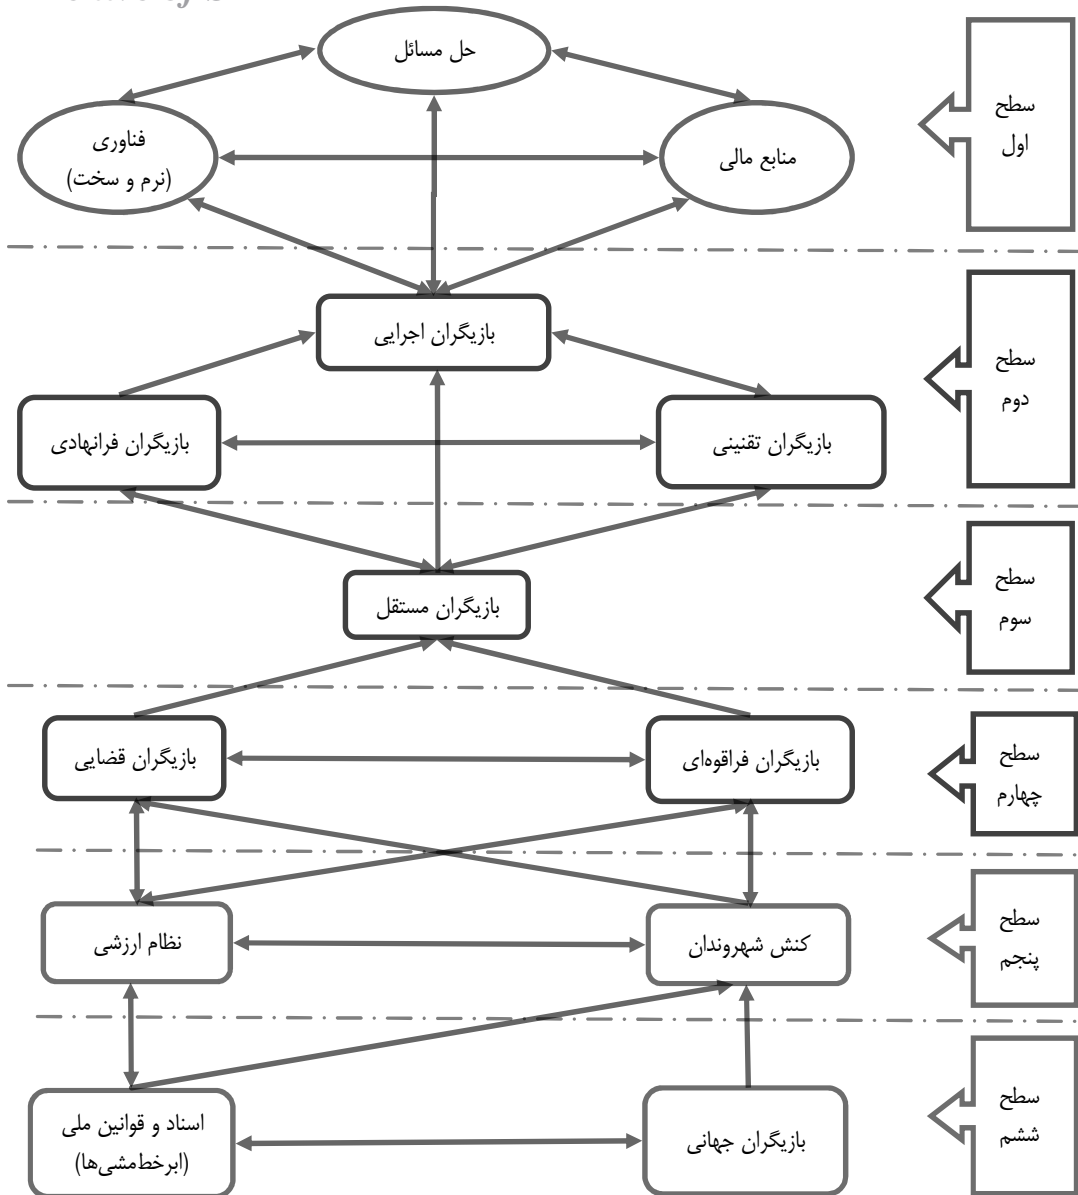 حل مسائل
سطح
اول
فناوری
(نرم و سخت)
منابع مالی
بازیگران اجرایی
سطح
دوم
بازیگران فرانهادی
بازیگران تقنینی
سطح
سوم
بازیگران مستقل
بازیگران قضایی
بازیگران فراقوه‌ای
سطح
چهارم
نظام ارزشی
کنش شهروندان
سطح
پنجم
اسناد و قوانین ملی
(ابرخط‌مشی‌ها)
بازیگران جهانی
سطح
ششم